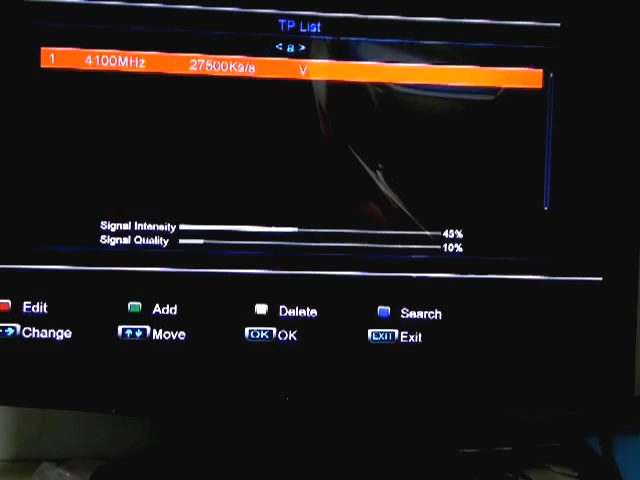 TP List
< a >
1 4100MHz 27500Ks/s V
Signal Intensity 45%
Signal Quality 10%
Edit Add Delete Search
Change Move OK OK EXIT Exit